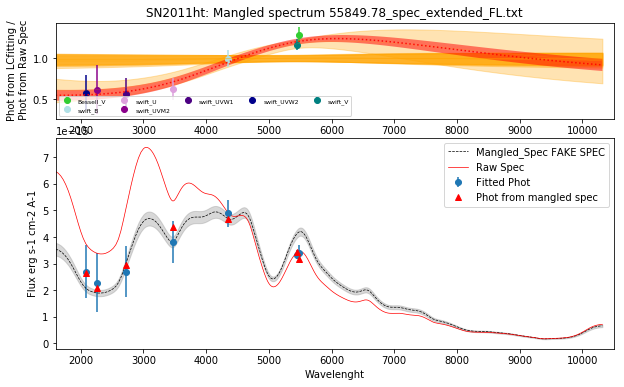 SN2011ht: Mangled spectrum 55849.78_spec_extended_FL.txt
Phot from LCfitting /
Phot from Raw Spec
1.0
0.5
Bessell_V
swift_B
swift_U
swift_UVM2
swift_UVW1
swift_UVW2
swift_V
2000 3000 4000 5000 6000 7000 8000 9000 10000
Flux erg s-1 cm-2 A-1
7
6
5
4
3
2
1
0
Mangled_Spec FAKE SPEC
Raw Spec
Fitted Phot
Phot from mangled spec
2000 3000 4000 5000 6000 7000 8000 9000 10000
Wavelenght